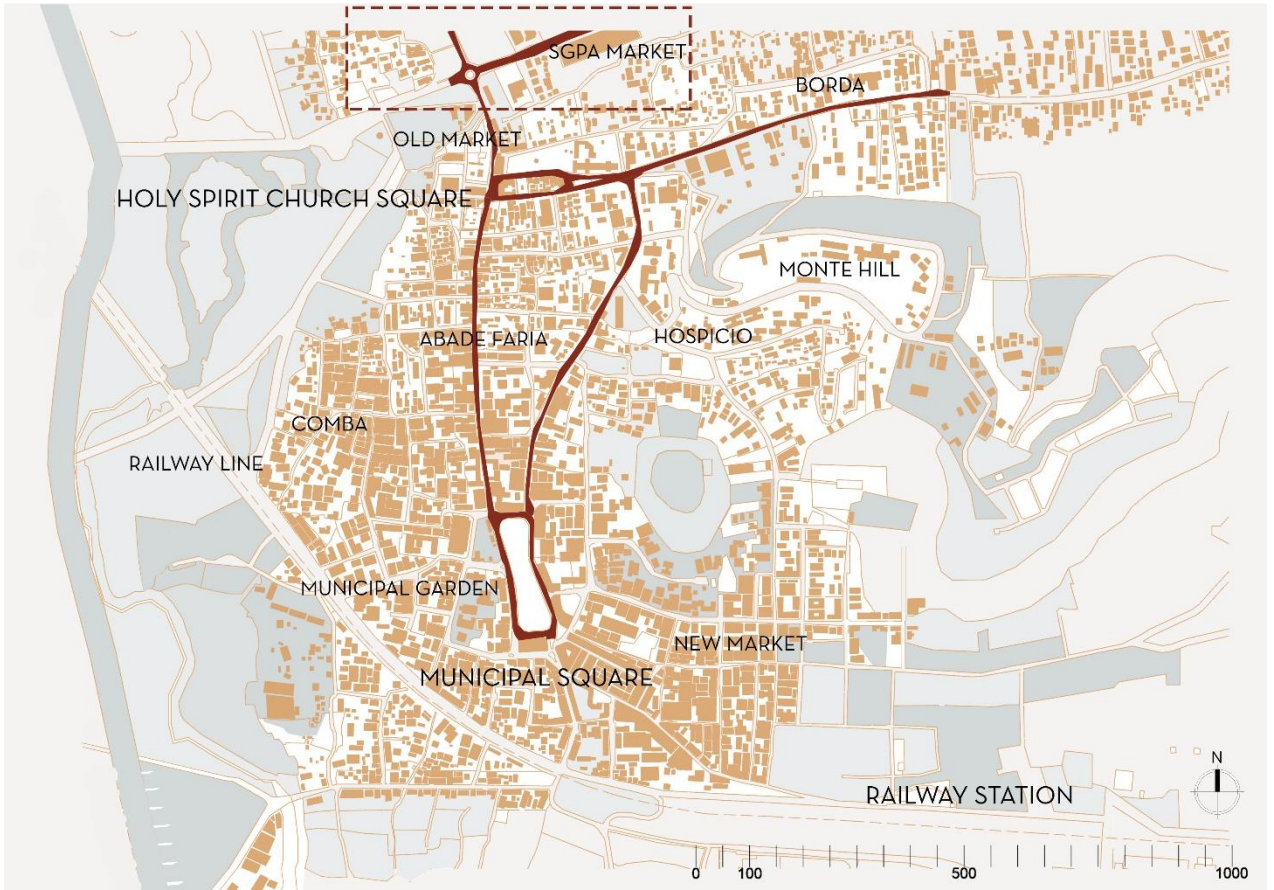 SGPA MARKET
BORDA
OLD MARKET
HOLY SPIRIT CHURCH SQUARE
MONTE HILL
ABADE FARIA
HOSPICIO
COMBA
RAILWAY LINE
MUNICIPAL GARDEN
NEW MARKET
MUNICIPAL SQUARE
N
RAILWAY STATION
0 100 500 1000